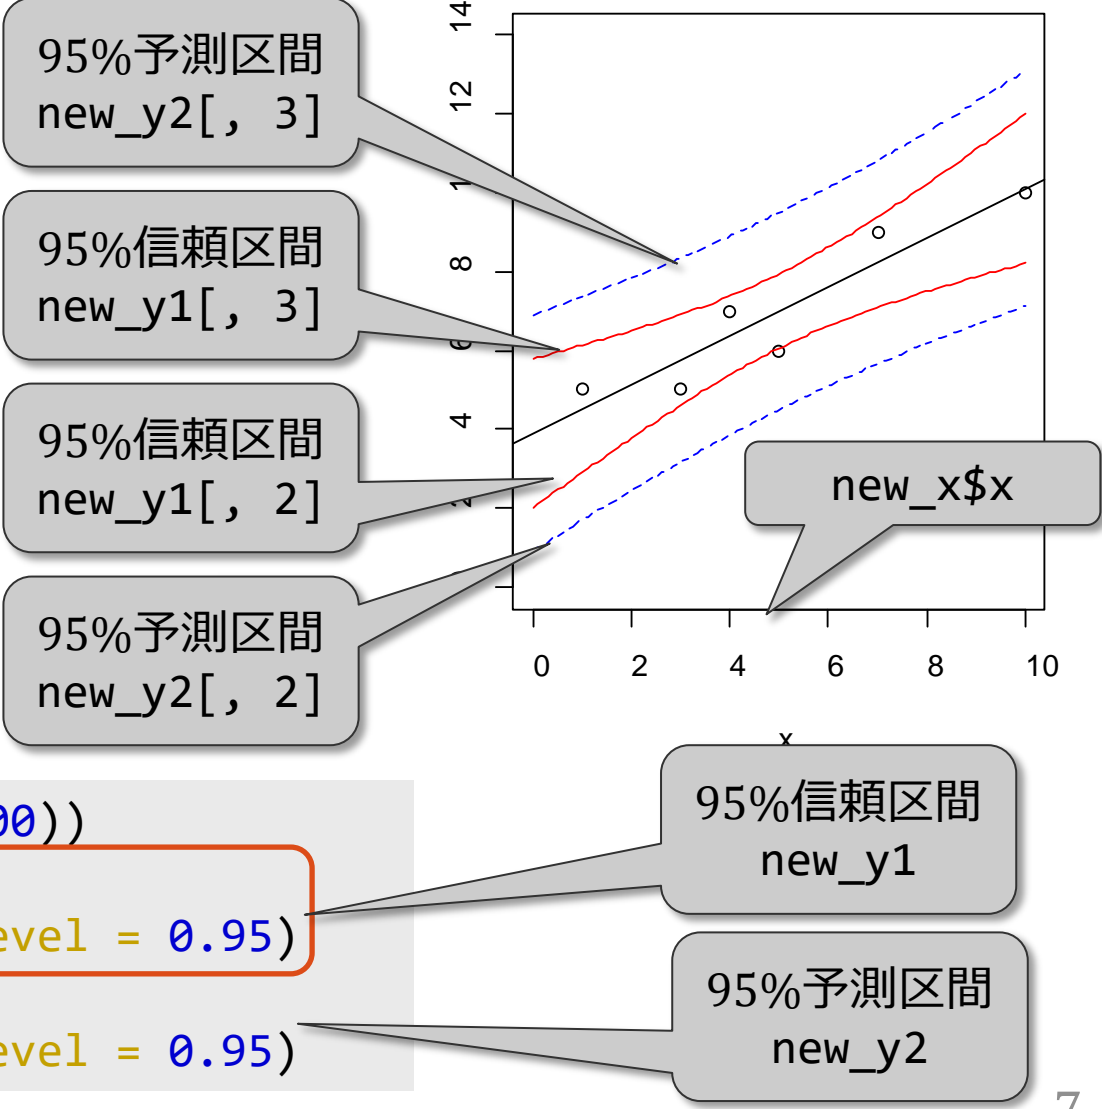 95%予測区間
new_y2[, 3]
95%信頼区間
new_y1[, 3]
95%信頼区間
new_y1[, 2]
95%予測区間
new_y2[, 2]
14
12
8
4
new_x$x
0 2 4 6 8 10
x
00))
evel = 0.95)
evel = 0.95)
95%信頼区間
new_y1
95%予測区間
new_y2
7